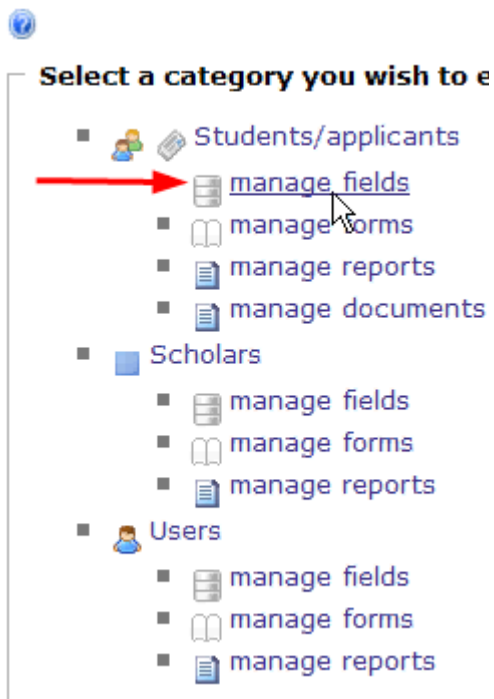 Select a category you wish to e
Students/applicants
manage fields
manage forms
manage reports
manage documents
Scholars
manage fields
manage forms
manage reports
Users
manage fields
manage forms
manage reports